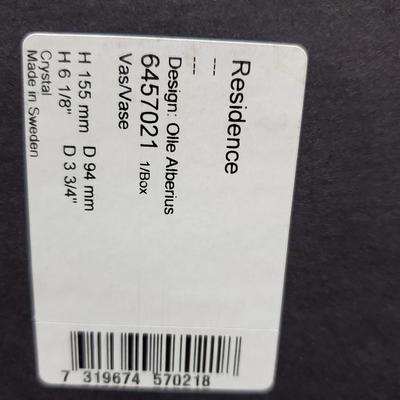 Residence
---
---
Design: Olle Alberius
6457021 1/Box
Vas/Vase
H 155 mm D 94 mm
H 6 1/8" D 3 3/4"
Crystal
Made in Sweden
7 319674 570218